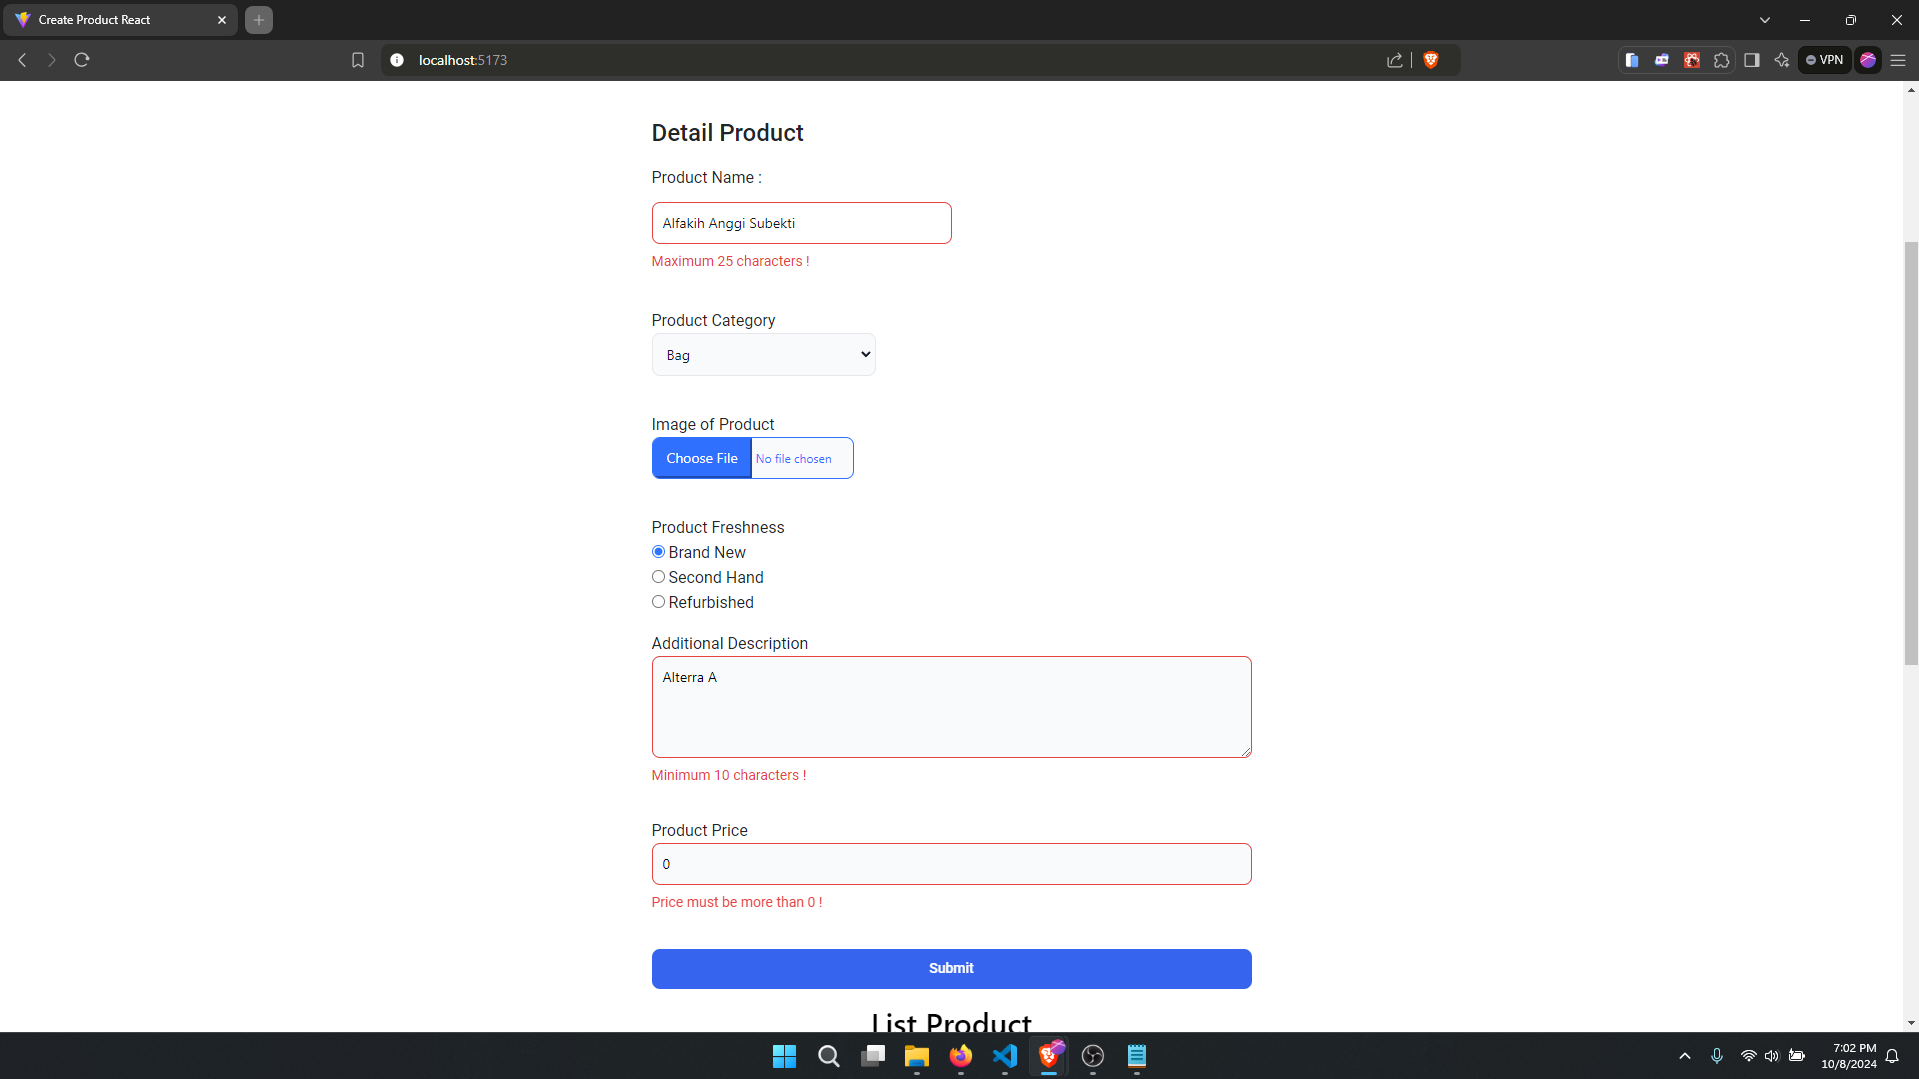 Create Product React
localhost:5173
VPN
Detail Product
Product Name :
Alfakih Anggi Subekti
Maximum 25 characters !
Product Category
Bag
Image of Product
Choose File No file chosen
Product Freshness
Brand New
Second Hand
Refurbished
Additional Description
Alterra A
Minimum 10 characters !
Product Price
0
Price must be more than 0 !
Submit
List Product
7:02 PM
10/8/2024